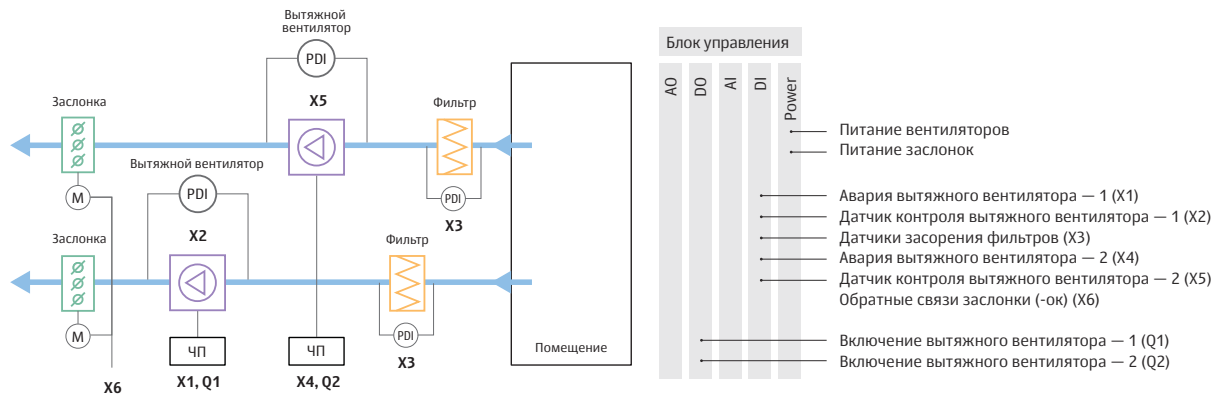 Вытяжной
вентилятор
PDI
X5
Заслонка
Фильтр
M
PDI
X3
Вытяжной вентилятор
PDI
X2
Заслонка
Фильтр
M
PDI
X3
ЧП
X1, Q1
ЧП
X4, Q2
X6
Помещение
Блок управления
AO
DO
AI
DI
Power
Питание вентиляторов
Питание заслонок
Авария вытяжного вентилятора — 1 (X1)
Датчик контроля вытяжного вентилятора — 1 (X2)
Датчики засорения фильтров (X3)
Авария вытяжного вентилятора — 2 (X4)
Датчик контроля вытяжного вентилятора — 2 (X5)
Обратные связи заслонки (-ок) (X6)
Включение вытяжного вентилятора — 1 (Q1)
Включение вытяжного вентилятора — 2 (Q2)